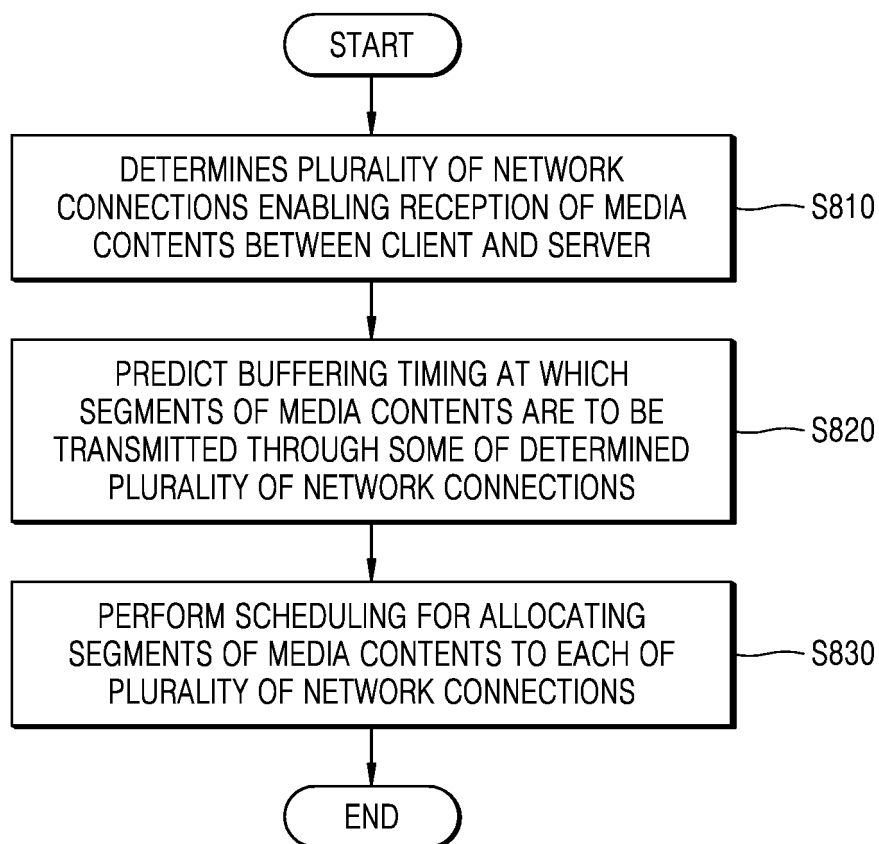 START
DETERMINES PLURALITY OF NETWORK
CONNECTIONS ENABLING RECEPTION OF MEDIA
CONTENTS BETWEEN CLIENT AND SERVER
S810
PREDICT BUFFERING TIMING AT WHICH
SEGMENTS OF MEDIA CONTENTS ARE TO BE
TRANSMITTED THROUGH SOME OF DETERMINED
PLURALITY OF NETWORK CONNECTIONS
S820
PERFORM SCHEDULING FOR ALLOCATING
SEGMENTS OF MEDIA CONTENTS TO EACH OF
PLURALITY OF NETWORK CONNECTIONS
S830
END